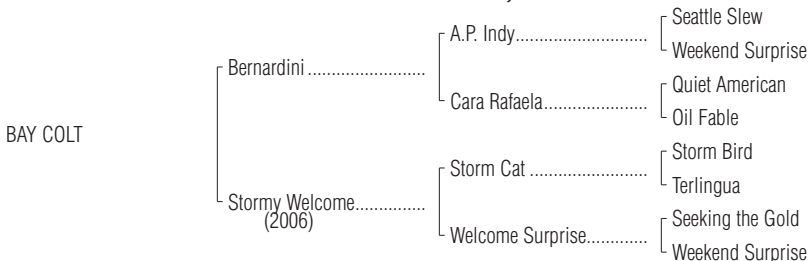 Seattle Slew
A.P. Indy..............................
Weekend Surprise
Bernardini ..........................
Quiet American
Cara Rafaela.......................
Oil Fable
BAY COLT
Storm Bird
Storm Cat ..........................
Terlingua
Stormy Welcome................
(2006)
Seeking the Gold
Welcome Surprise..............
Weekend Surprise